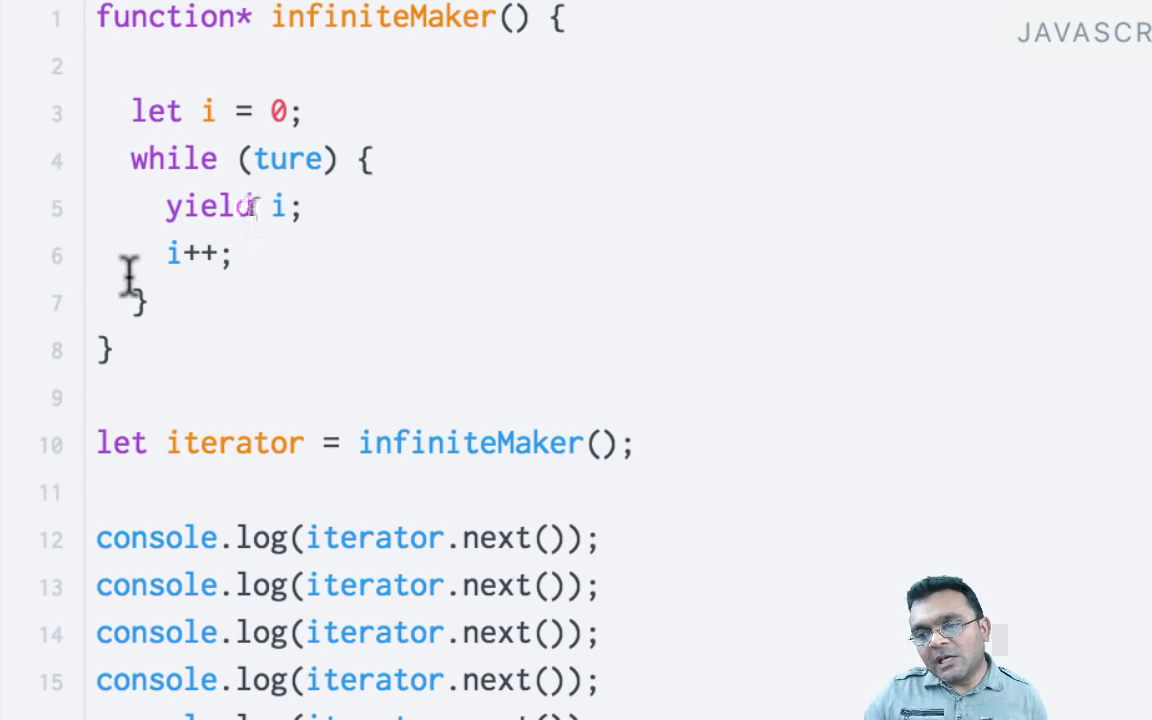 1 function* infiniteMaker() {
JAVASCR
2
3 let i = 0;
4 while (ture) {
5 yield i;
6 i++;
7 }
8 }
9
10 let iterator = infiniteMaker();
11
12 console.log(iterator.next());
13 console.log(iterator.next());
14 console.log(iterator.next());
15 console.log(iterator.next());